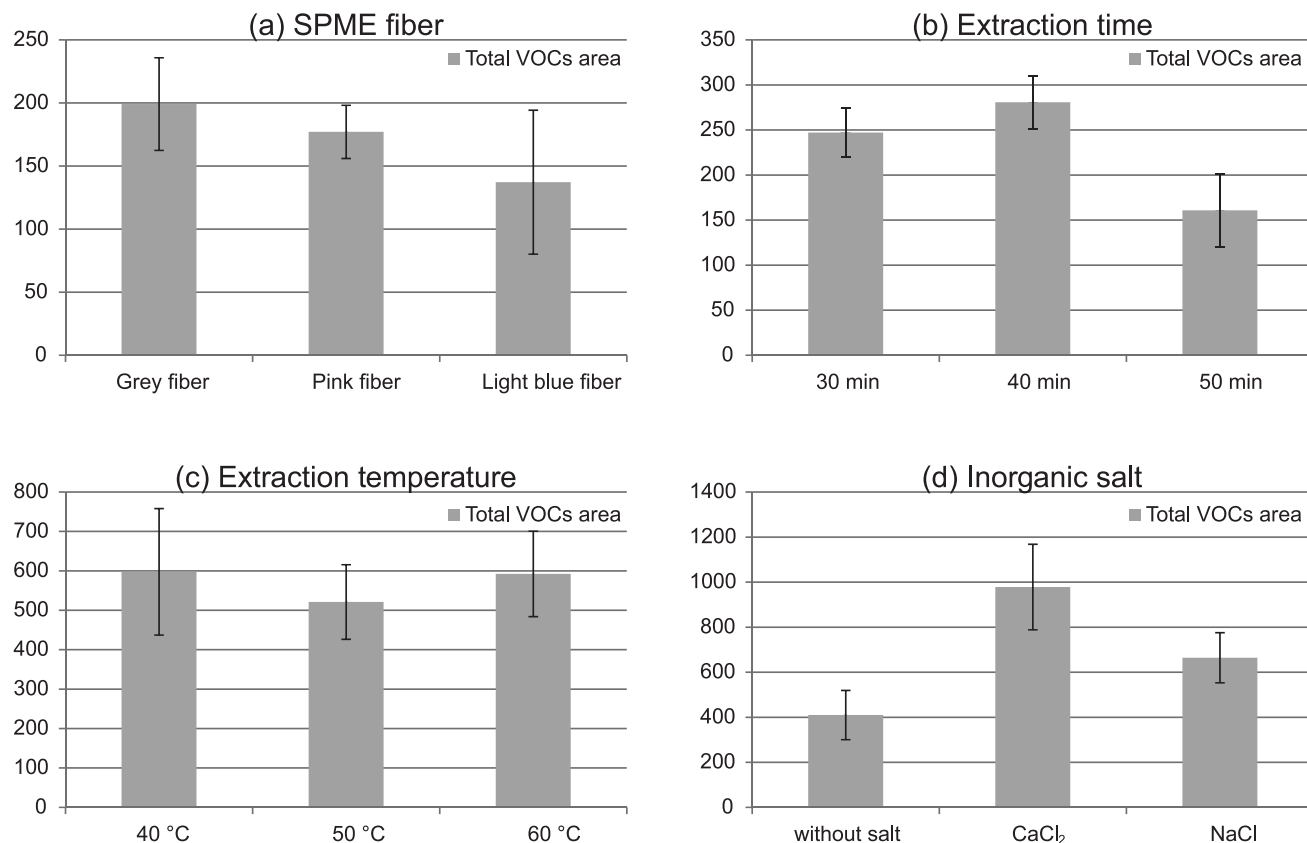 (a) SPME fiber
250
200
150
100
50
0
Total VOCs area
Grey fiber
Pink fiber
Light blue fiber
(b) Extraction time
350
300
250
200
150
100
50
0
Total VOCs area
30 min
40 min
50 min
(c) Extraction temperature
800
700
600
500
400
300
200
100
0
Total VOCs area
40 °C
50 °C
60 °C
(d) Inorganic salt
1400
1200
1000
800
600
400
200
0
Total VOCs area
without salt
CaCl₂
NaCl